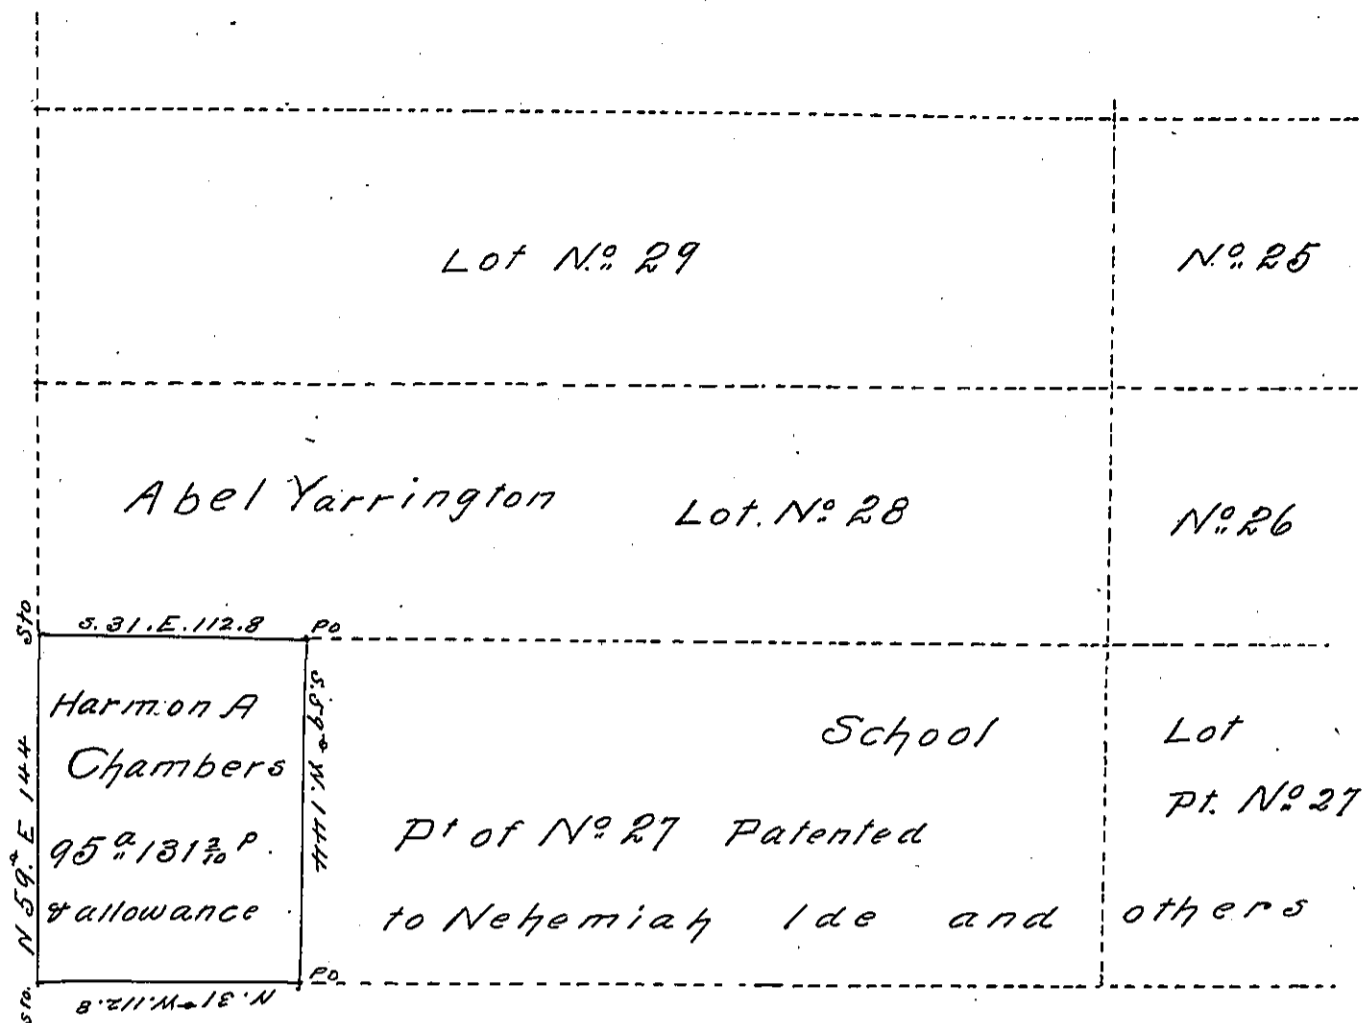 Lot No. 29
No. 25
Abel Yarrington
Lot. No. 28
No. 26
Sto
S. 31. E. 112.8
Po
Harmon A
Chambers
95 a 131 2/10 P.
& allowance
N 59. E 144
S. 59 W. 144
School
Lot
Pt. No. 27
Pt of No. 27 Patented
to Nehemiah Ide and others
Po
Sto.
N. 31 W. 112.8